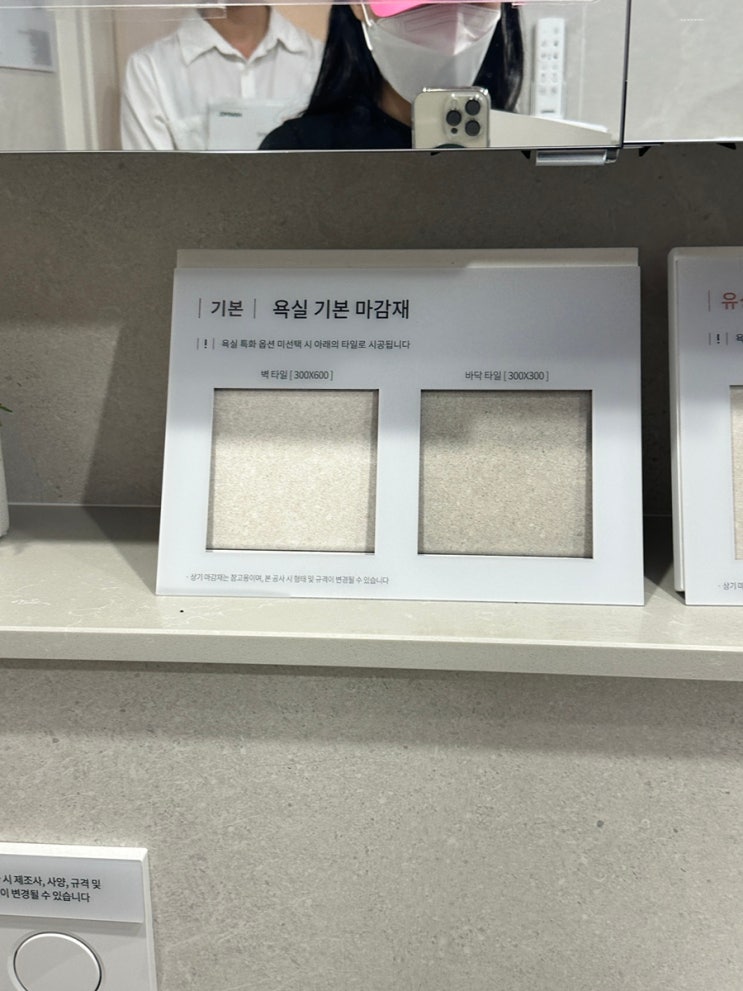 | 기본 | 욕실 기본 마감재
| ! | 욕실 특화 옵션 미선택 시 아래의 타일로 시공됩니다
벽 타일 [ 300X600 ]
바닥 타일 [ 300X300 ]
- 상기 마감재는 참고용이며, 본 공사 시 형태 및 규격이 변경될 수 있습니다
| 유
| ! |
- 상기
시 제조사, 사양, 규격 및
이 변경될 수 있습니다